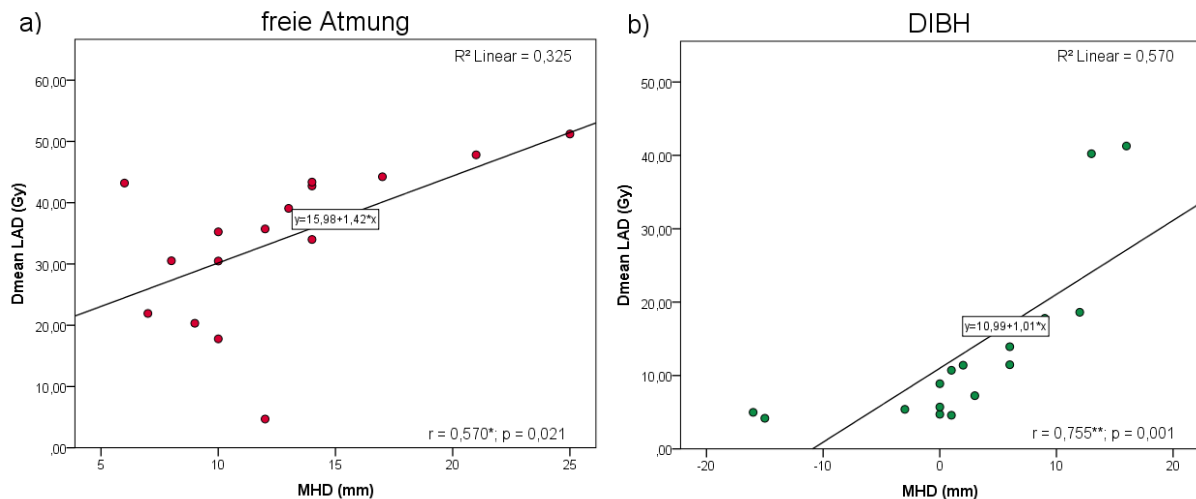 a)
freie Atmung
R² Linear = 0,325
60,00
50,00
40,00
30,00
20,00
10,00
,00
Dmean LAD (Gy)
y=15,98+1,42*x
r = 0,570*; p = 0,021
5 10 15 20 25
MHD (mm)
b)
DIBH
R² Linear = 0,570
50,00
40,00
30,00
20,00
10,00
,00
Dmean LAD (Gy)
y=10,99+1,01*x
r = 0,755**; p = 0,001
-20 -10 0 10 20
MHD (mm)